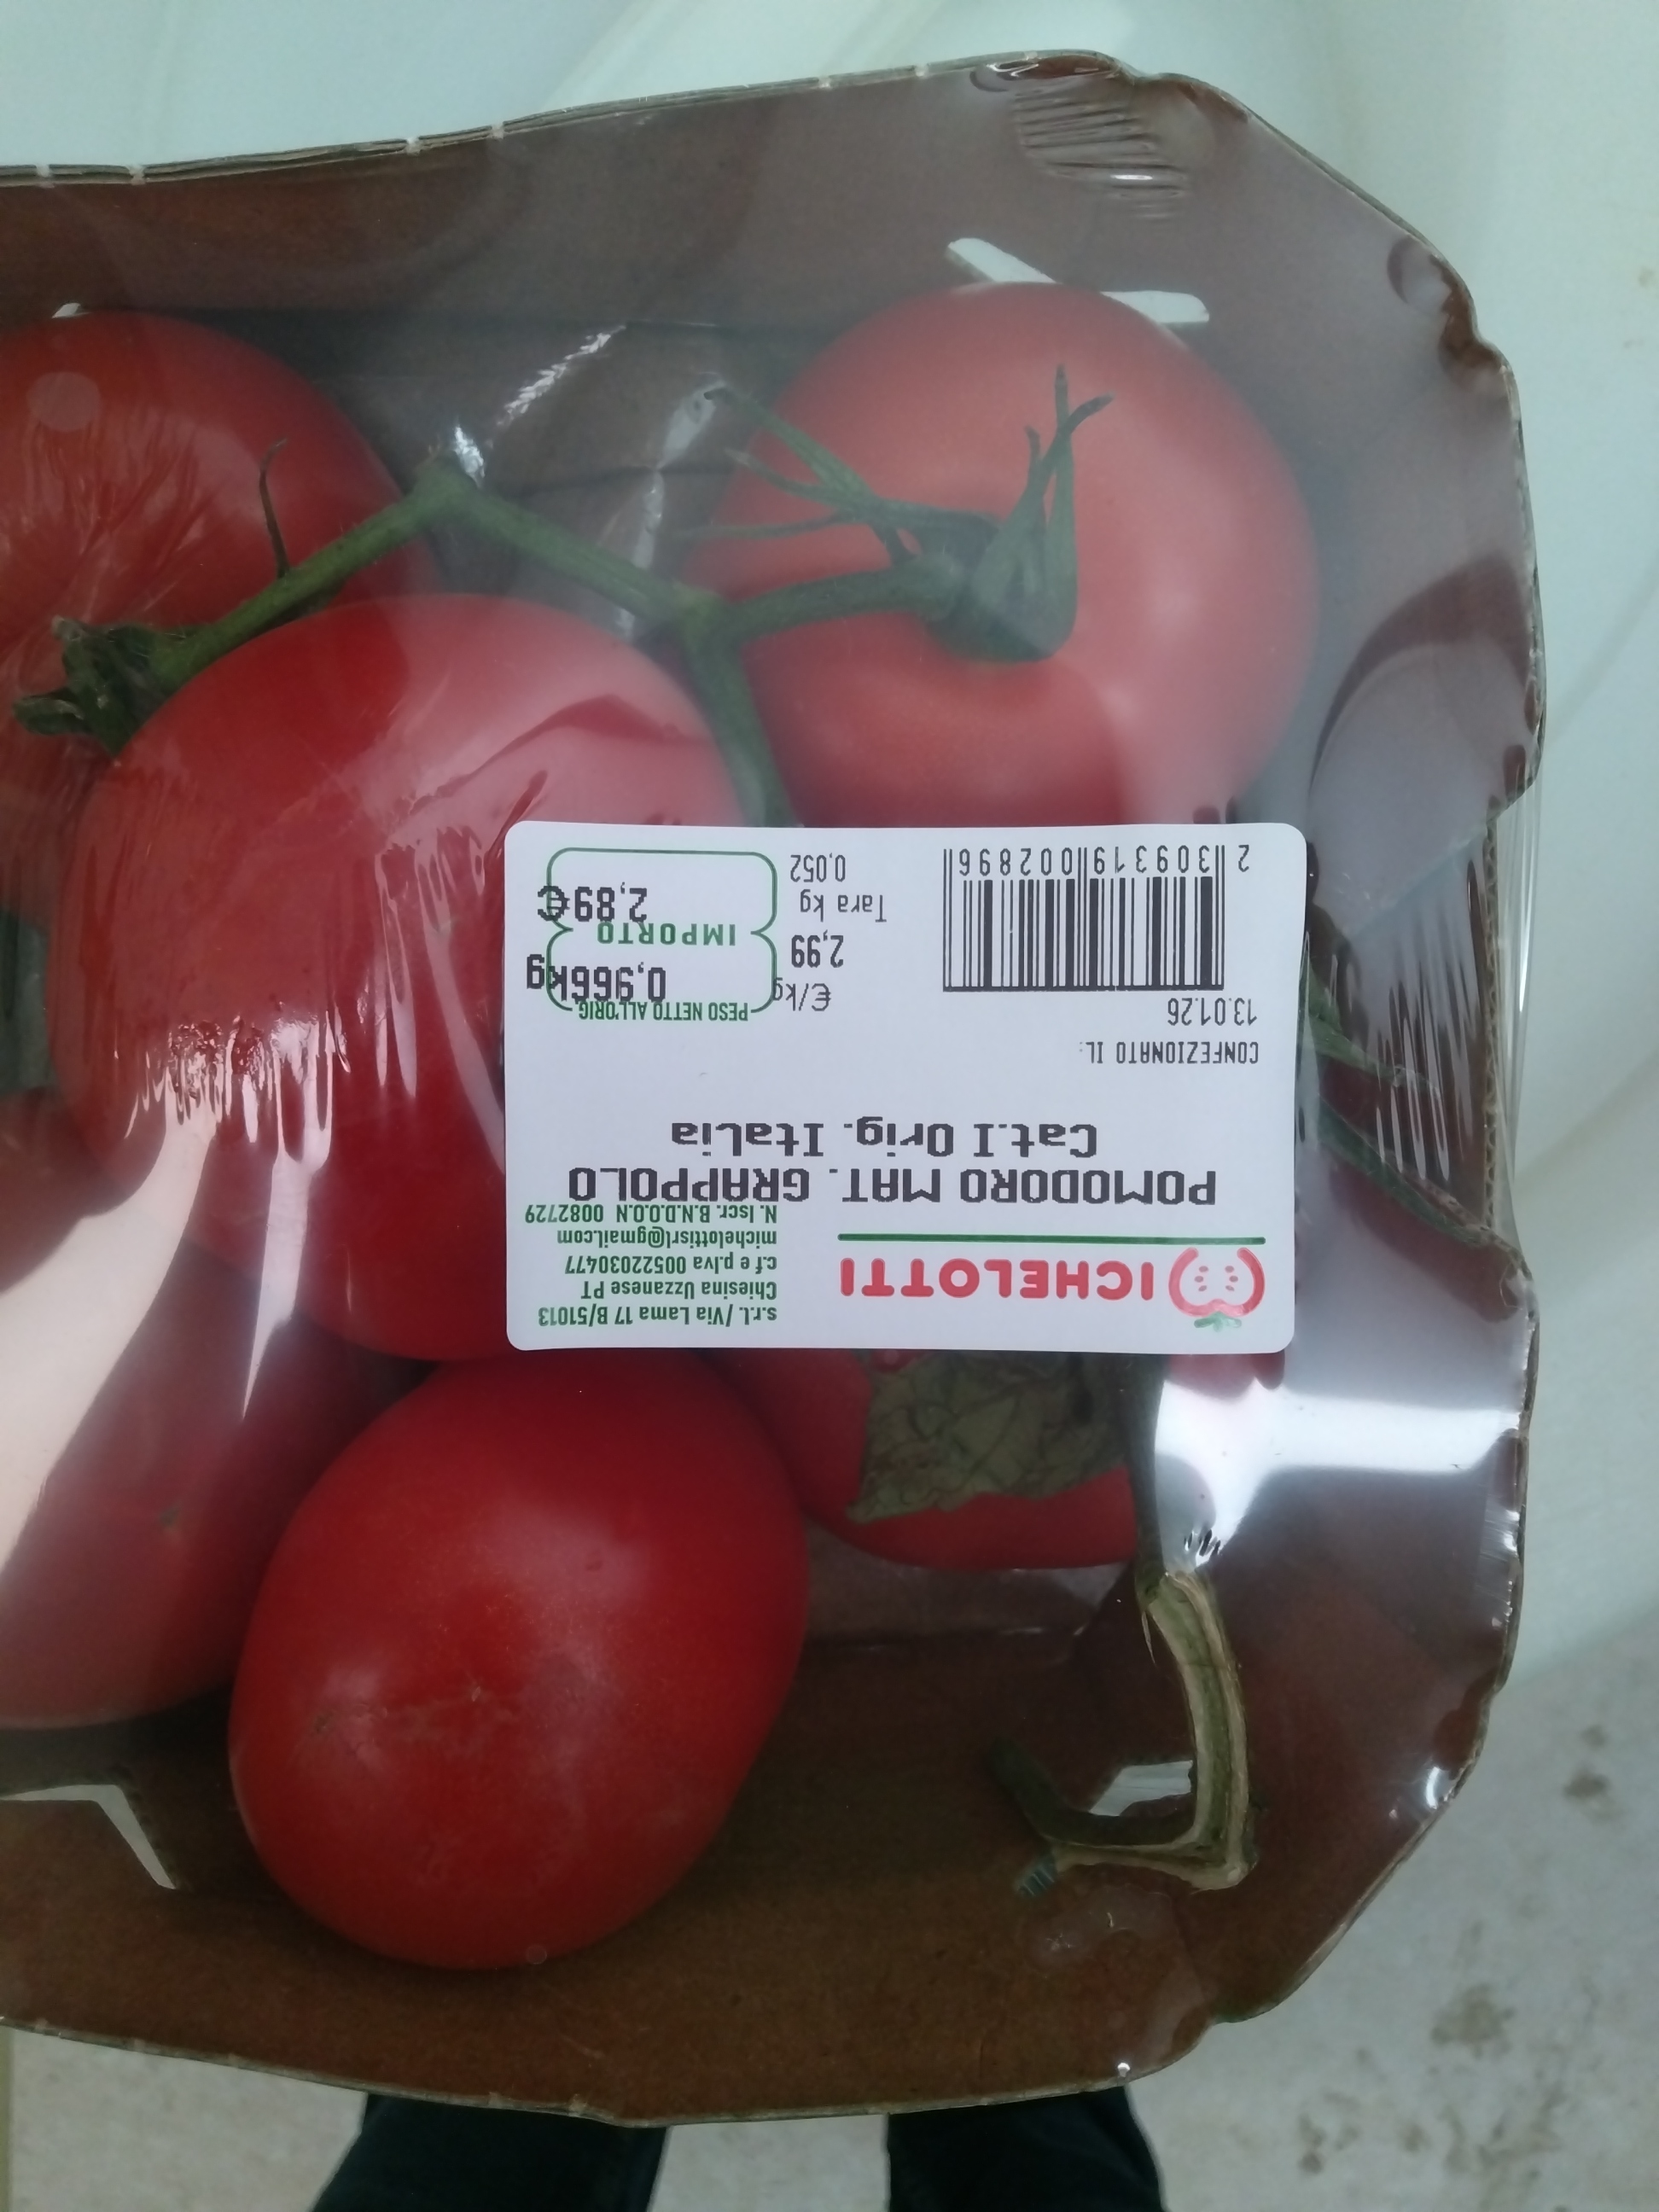 MICHELOTTI
s.r.l. / Via Lama 17 B/51013
Chiesina Uzzanese PT
c.f e p.Iva 00522030477
michelottisrl@gmail.com
N. Iscr. B.N.D.O.O.N 0082729
POMODORO MAT. GRAPPOLO
Cat.I Orig. Italia
CONFEZIONATO IL:
13.01.26
2 309319 002896
€/kg
2,99
Tara kg
0,052
PESO NETTO ALL'ORIG.
0,966kg
IMPORTO
2,89€